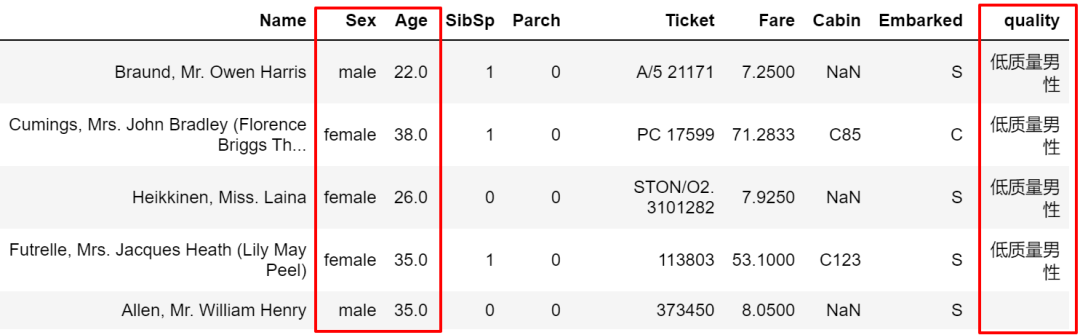 Name Sex Age SibSp Parch Ticket Fare Cabin Embarked quality
Braund, Mr. Owen Harris male 22.0 1 0 A/5 21171 7.2500 NaN S 低质量男
性
Cumings, Mrs. John Bradley (Florence
Briggs Th... female 38.0 1 0 PC 17599 71.2833 C85 C 低质量男
性
Heikkinen, Miss. Laina female 26.0 0 0 STON/O2.
3101282 7.9250 NaN S 低质量男
性
Futrelle, Mrs. Jacques Heath (Lily May
Peel) female 35.0 1 0 113803 53.1000 C123 S 低质量男
性
Allen, Mr. William Henry male 35.0 0 0 373450 8.0500 NaN S